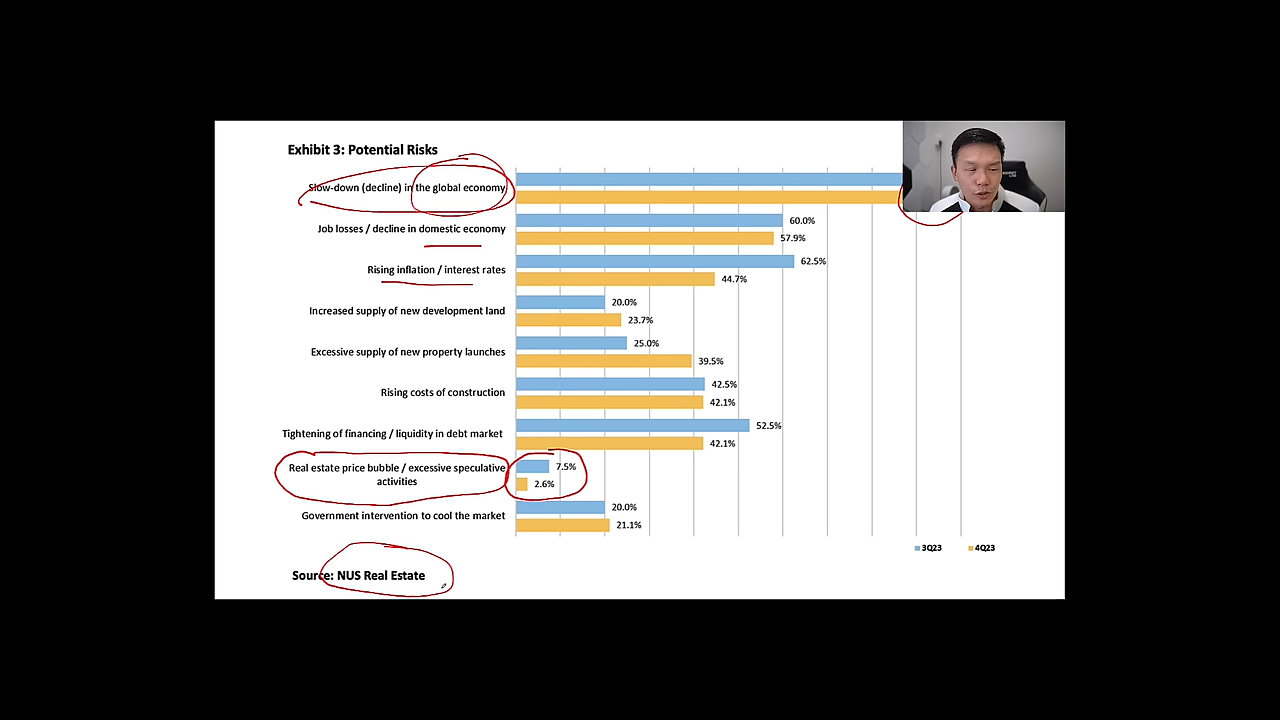 Exhibit 3: Potential Risks
Slow-down (decline) in the global economy
Job losses / decline in domestic economy
60.0%
57.9%
Rising inflation / interest rates
62.5%
44.7%
Increased supply of new development land
20.0%
23.7%
Excessive supply of new property launches
25.0%
39.5%
Rising costs of construction
42.5%
42.1%
Tightening of financing / liquidity in debt market
52.5%
42.1%
Real estate price bubble / excessive speculative
activities
7.5%
2.6%
Government intervention to cool the market
20.0%
21.1%
3Q23 4Q23
Source: NUS Real Estate